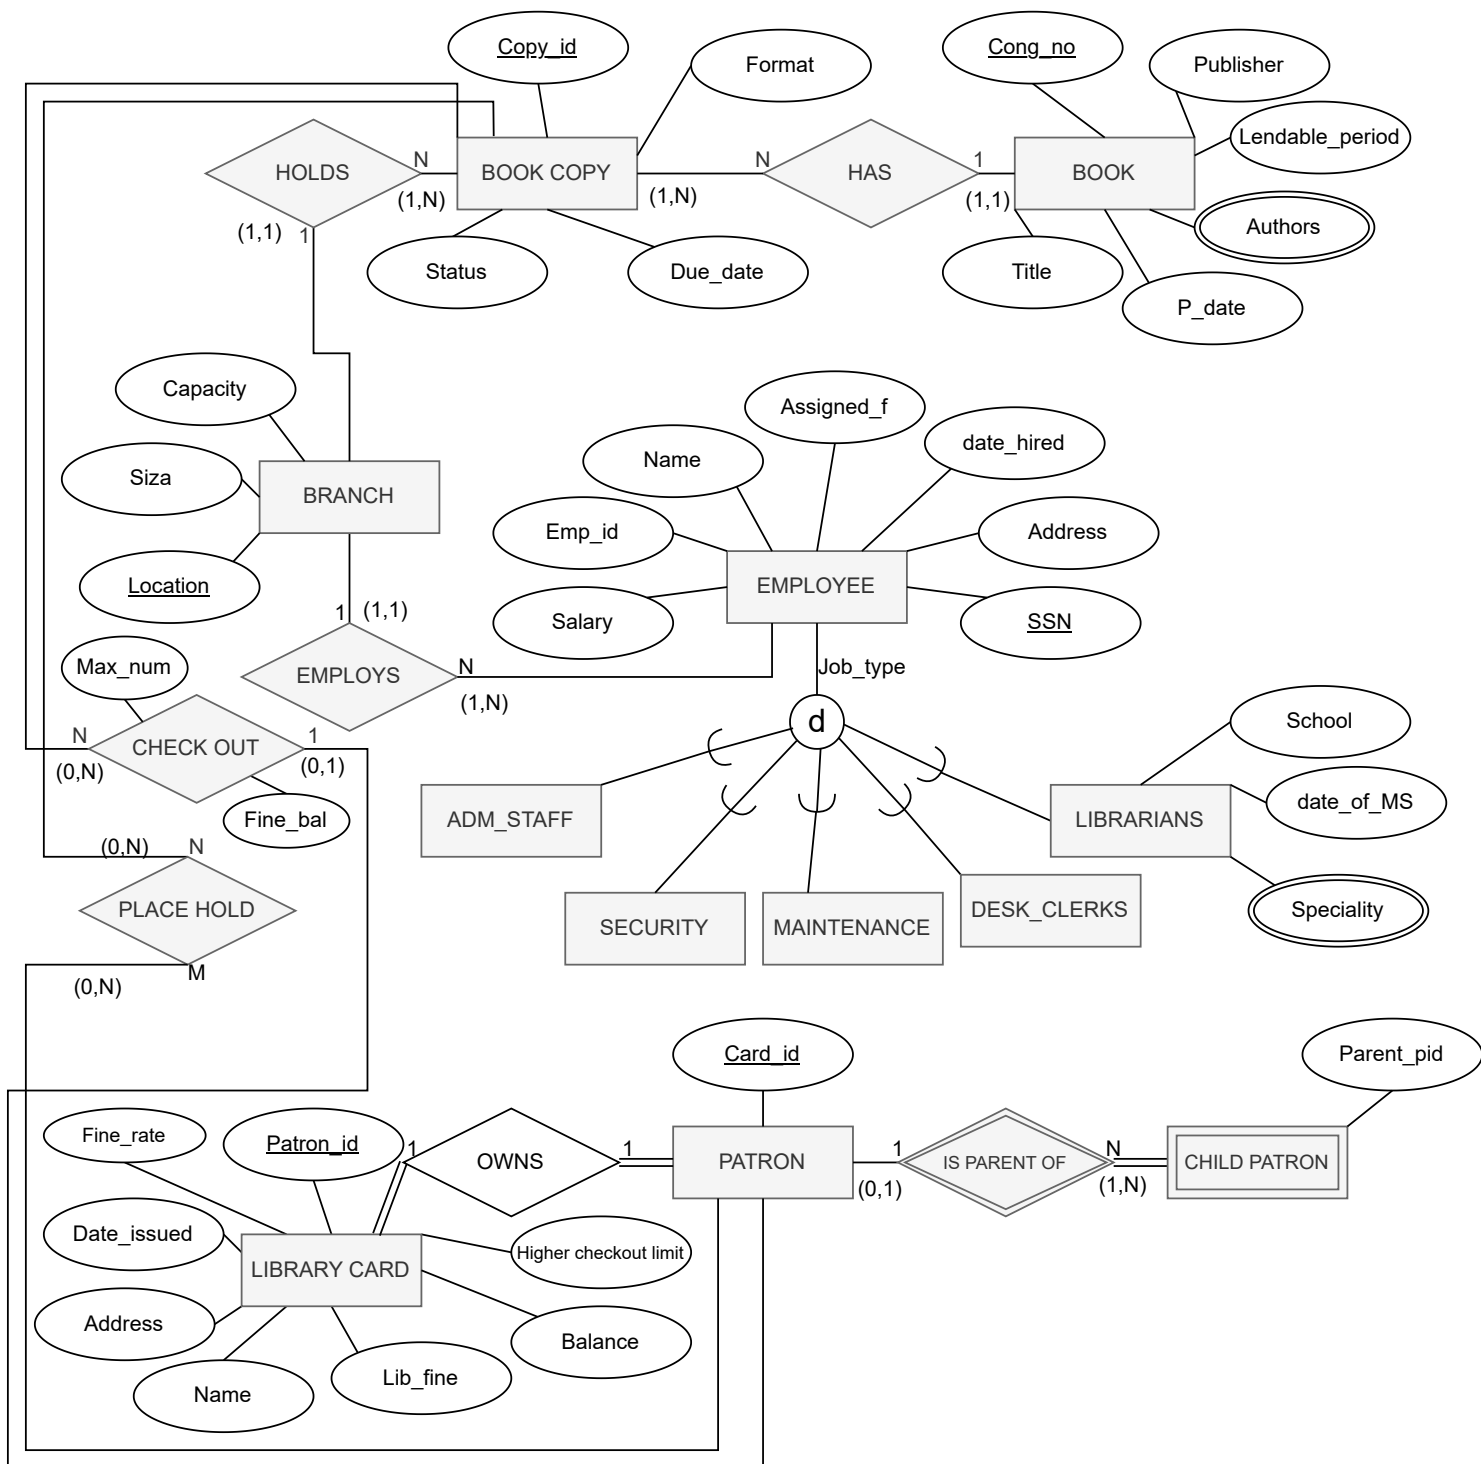 Copy_id
Cong_no
Format
Publisher
Lendable_period
HOLDS
N
BOOK COPY
N
HAS
1
BOOK
(1,N)
(1,N)
(1,1)
(1,1)
1
Authors
Status
Due_date
Title
P_date
Capacity
Assigned_f
Name
date_hired
Siza
BRANCH
Emp_id
Address
Location
EMPLOYEE
1
(1,1)
Salary
SSN
Max_num
EMPLOYS
N
(1,N)
Job_type
d
School
N
CHECK OUT
1
(0,N)
(0,1)
Fine_bal
ADM_STAFF
LIBRARIANS
date_of_MS
(0,N)
N
PLACE HOLD
SECURITY
MAINTENANCE
DESK_CLERKS
Speciality
M
(0,N)
Card_id
Parent_pid
Fine_rate
Patron_id
1
OWNS
1
PATRON
1
(0,1)
IS PARENT OF
N
(1,N)
CHILD PATRON
Date_issued
Higher checkout limit
LIBRARY CARD
Address
Balance
Name
Lib_fine